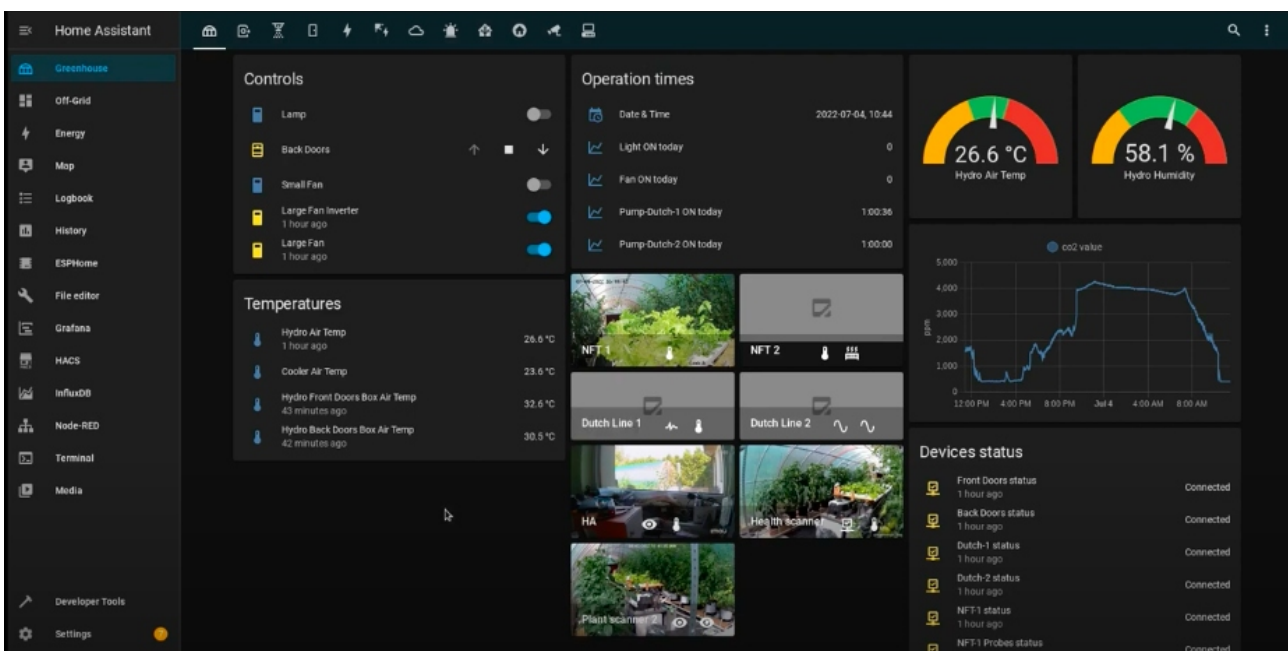 Home Assistant
Greenhouse
Off-Grid
Energy
Map
Logbook
History
ESPHome
File editor
Grafana
HACS
InfluxDB
Node-RED
Terminal
Media
Developer Tools
Settings
Controls
Lamp
Back Doors
Small Fan
Large Fan Inverter
1 hour ago
Large Fan
1 hour ago
Temperatures
Hydro Air Temp
1 hour ago
26.6 °C
Cooler Air Temp
23.6 °C
Hydro Front Doors Box Air Temp
43 minutes ago
32.6 °C
Hydro Back Doors Box Air Temp
42 minutes ago
30.5 °C
Operation times
Date & Time
2022-07-04, 10:44
Light ON today
0
Fan ON today
0
Pump-Dutch-1 ON today
1:00:36
Pump-Dutch-2 ON today
1:00:00
NFT 1
NFT 2
Dutch Line 1
Dutch Line 2
HA
Health scanner
Plant scanner 2
26.6 °C
Hydro Air Temp
58.1 %
Hydro Humidity
co2 value
ppm
5,000
4,000
3,000
2,000
1,000
0
12:00 PM
4:00 PM
8:00 PM
Jul 4
4:00 AM
8:00 AM
Devices status
Front Doors status
1 hour ago
Connected
Back Doors status
1 hour ago
Connected
Dutch-1 status
1 hour ago
Connected
Dutch-2 status
1 hour ago
Connected
NFT-1 status
1 hour ago
Connected
NFT-1 Probes status
Connected